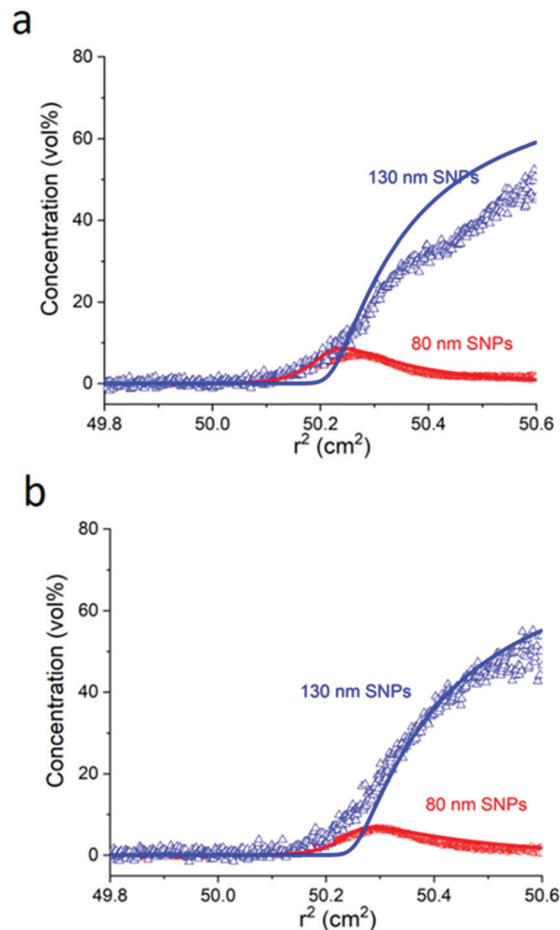 a
80
60
40
20
0
Concentration (vol%)
130 nm SNPs
80 nm SNPs
49.8 50.0 50.2 50.4 50.6
r² (cm²)
b
80
60
40
20
0
Concentration (vol%)
130 nm SNPs
80 nm SNPs
49.8 50.0 50.2 50.4 50.6
r² (cm²)